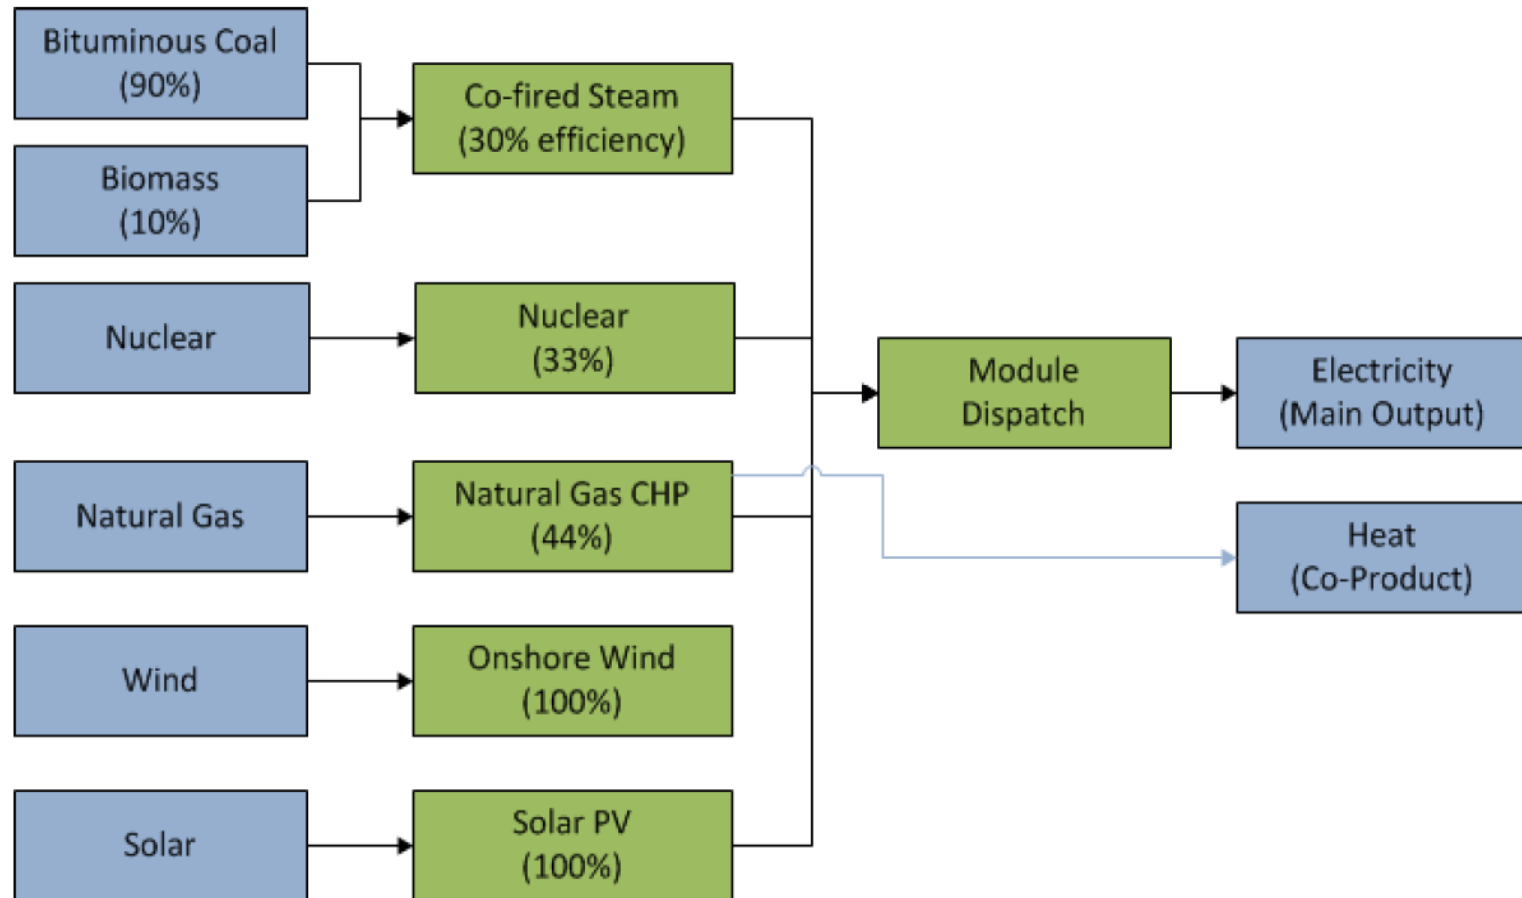 Bituminous Coal
(90%)
Co-fired Steam
(30% efficiency)
Biomass
(10%)
Nuclear
Nuclear
(33%)
Module
Dispatch
Electricity
(Main Output)
Natural Gas
Natural Gas CHP
(44%)
Heat
(Co-Product)
Wind
Onshore Wind
(100%)
Solar
Solar PV
(100%)